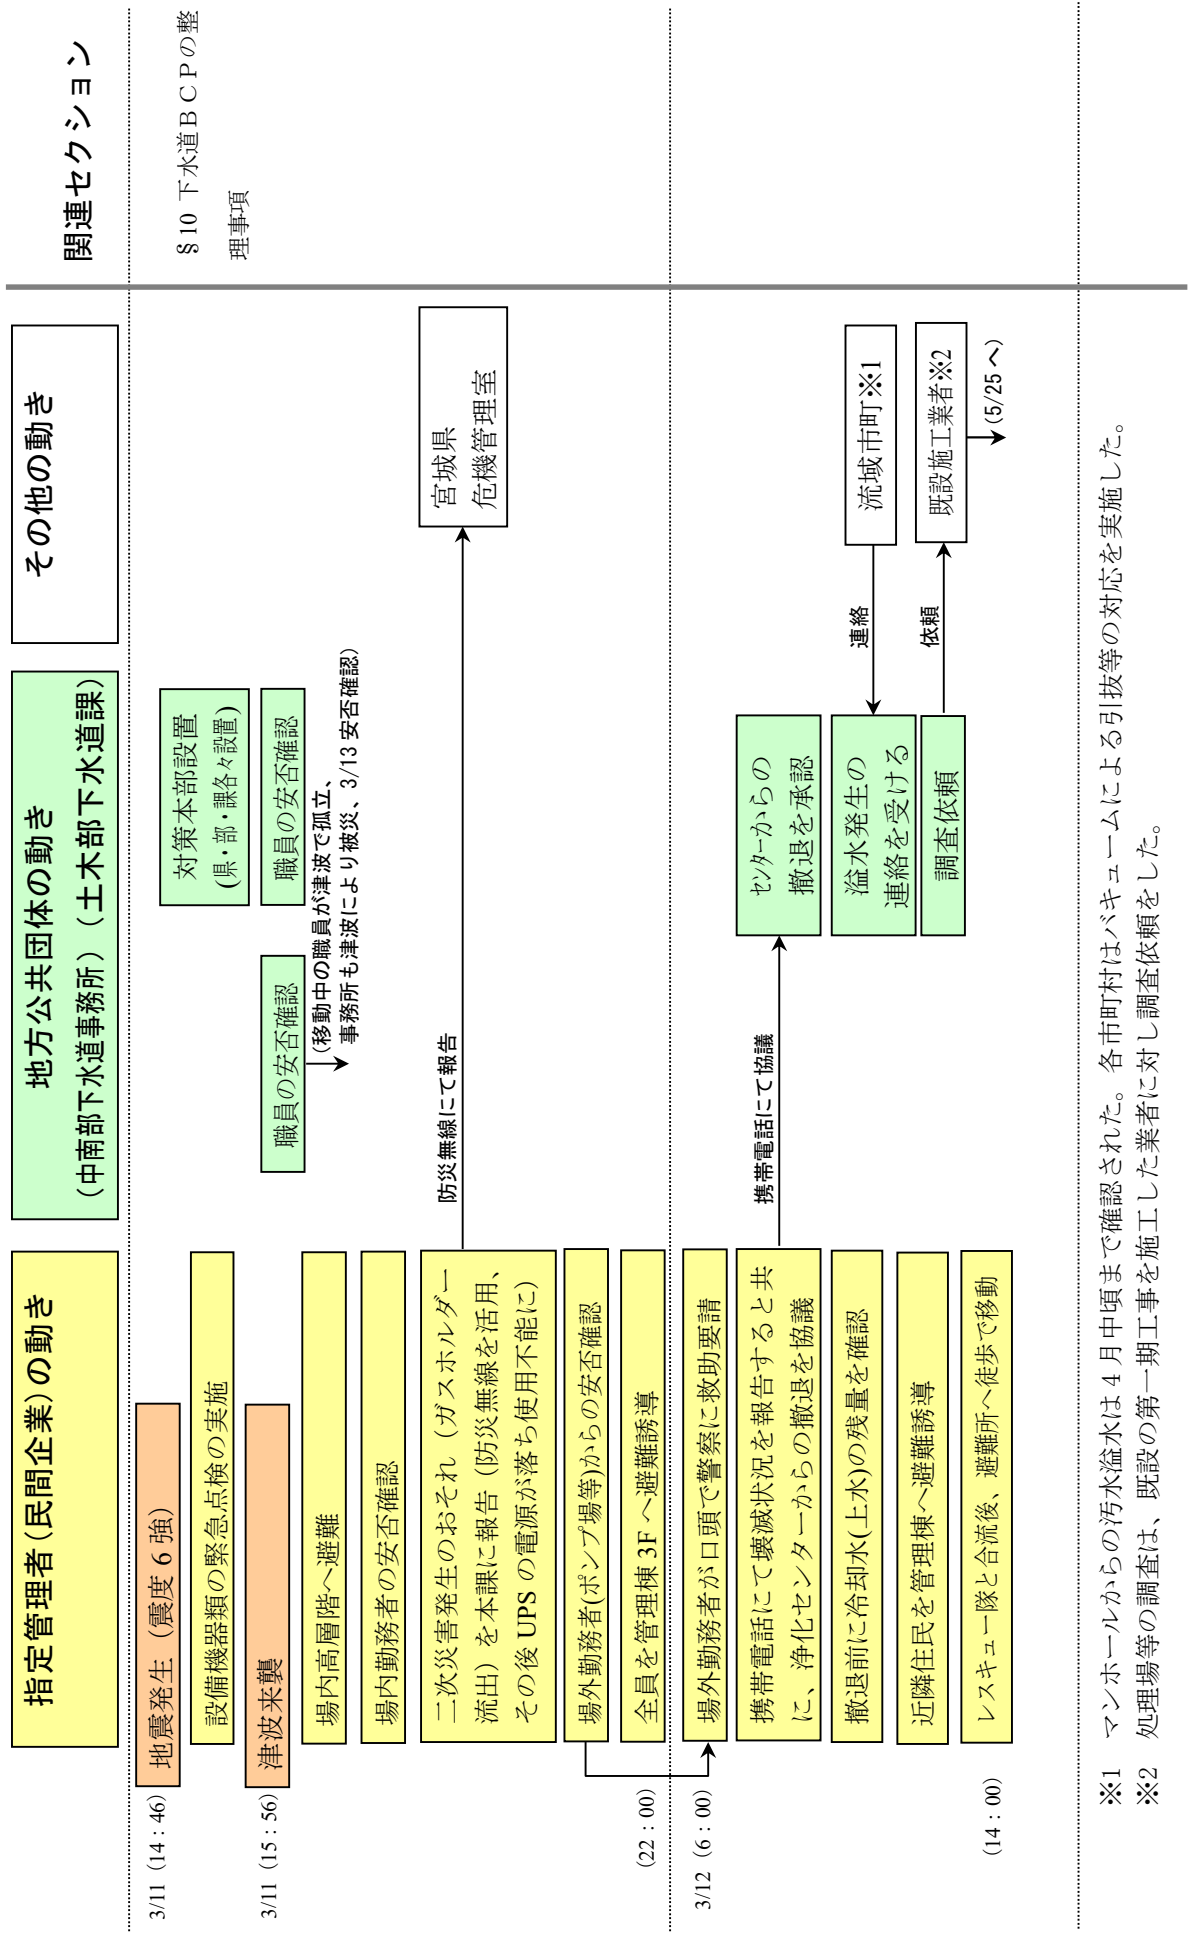 指定管理者(民間企業)の動き
地方公共団体の動き
(中南部下水道事務所)(土木部下水道課)
その他の動き
関連セクション
3/11（14：46）
地震発生（震度 6 強）
設備機器類の緊急点検の実施
3/11（15：56）
津波来襲
場内高層階へ避難
場内勤務者の安否確認
二次災害発生のおそれ（ガスホルダー
流出）を本課に報告（防災無線を活用、
その後 UPS の電源が落ち使用不能に）
場外勤務者(ポンプ場等)からの安否確認
(22：00)
全員を管理棟 3F へ避難誘導
対策本部設置
(県・部・課各々設置)
職員の安否確認
職員の安否確認
(移動中の職員が津波で孤立、
事務所も津波により被災、3/13 安否確認)
防災無線にて報告
宮城県
危機管理室
§10 下水道ＢＣＰの整
理事項
3/12（6：00）
場外勤務者が口頭で警察に救助要請
携帯電話にて壊滅状況を報告すると共
に、浄化センターからの撤退を協議
撤退前に冷却水(上水)の残量を確認
近隣住民を管理棟へ避難誘導
(14：00)
レスキュー隊と合流後、避難所へ徒歩で移動
携帯電話にて協議
センターからの
撤退を承認
溢水発生の
連絡を受ける
調査依頼
連絡
依頼
流域市町※1
既設施工業者※2
(5/25 へ)
※1　マンホールからの汚水溢水は 4 月中頃まで確認された。各市町村はバキュームによる引抜等の対応を実施した。
※2　処理場等の調査は、既設の第一期工事を施工した業者に対し調査依頼をした。